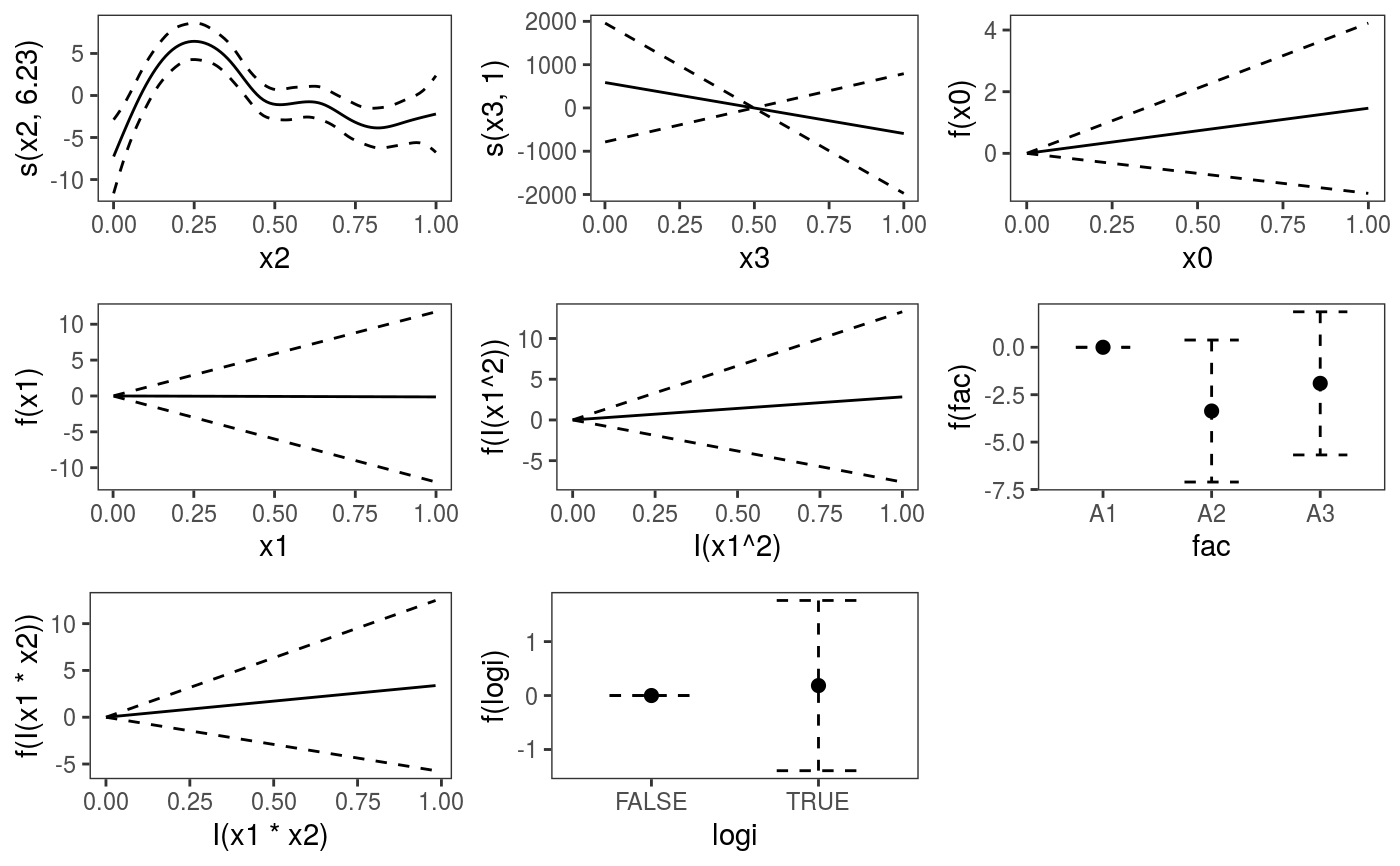 s(x2, 6.23)
5
0
-5
-10
0.00 0.25 0.50 0.75 1.00
x2
s(x3, 1)
2000
1000
0
-1000
-2000
0.00 0.25 0.50 0.75 1.00
x3
f(x0)
4
2
0
0.00 0.25 0.50 0.75 1.00
x0
f(x1)
10
5
0
-5
-10
0.00 0.25 0.50 0.75 1.00
x1
f(I(x1^2))
10
5
0
-5
0.00 0.25 0.50 0.75 1.00
I(x1^2)
f(fac)
0.0
-2.5
-5.0
-7.5
A1 A2 A3
fac
f(I(x1 * x2))
10
5
0
-5
0.00 0.25 0.50 0.75 1.00
I(x1 * x2)
f(logi)
1
0
-1
FALSE TRUE
logi